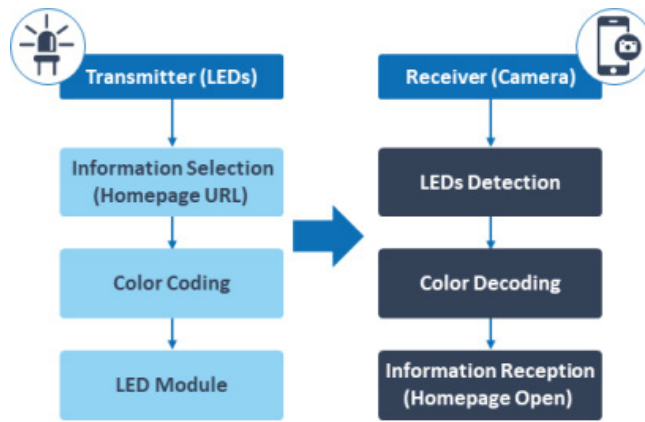 Transmitter (LEDs)
Information Selection
(Homepage URL)
Color Coding
LED Module
Receiver (Camera)
LEDs Detection
Color Decoding
Information Reception
(Homepage Open)